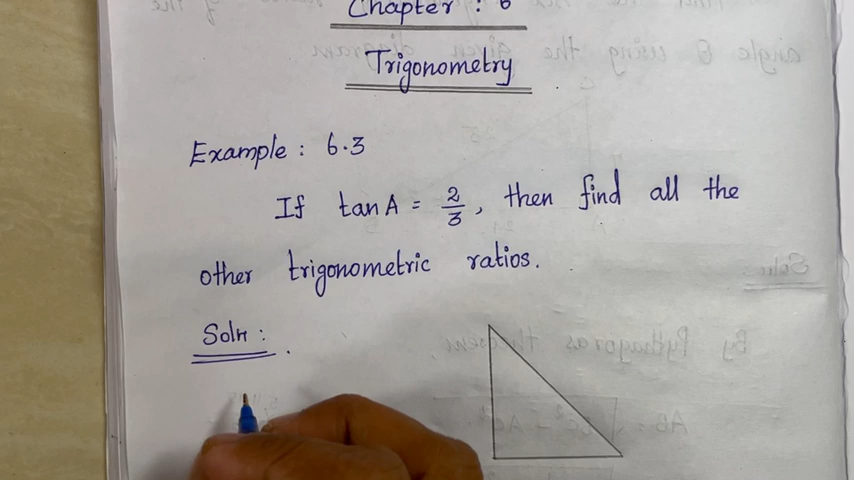 Chapter : 6
Trigonometry
Example : 6.3
If tan A = 2/3, then find all the
other trigonometric ratios.
Soln :